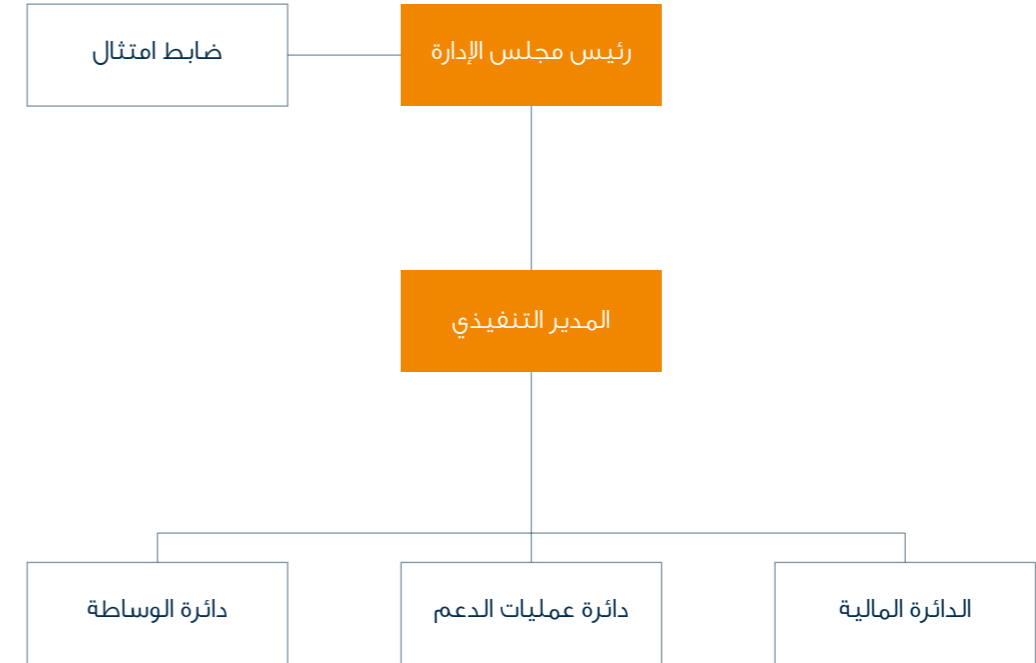 رئيس مجلس الإدارة
ضابط امتثال
المدير التنفيذي
الدائرة المالية
دائرة عمليات الدعم
دائرة الوساطة